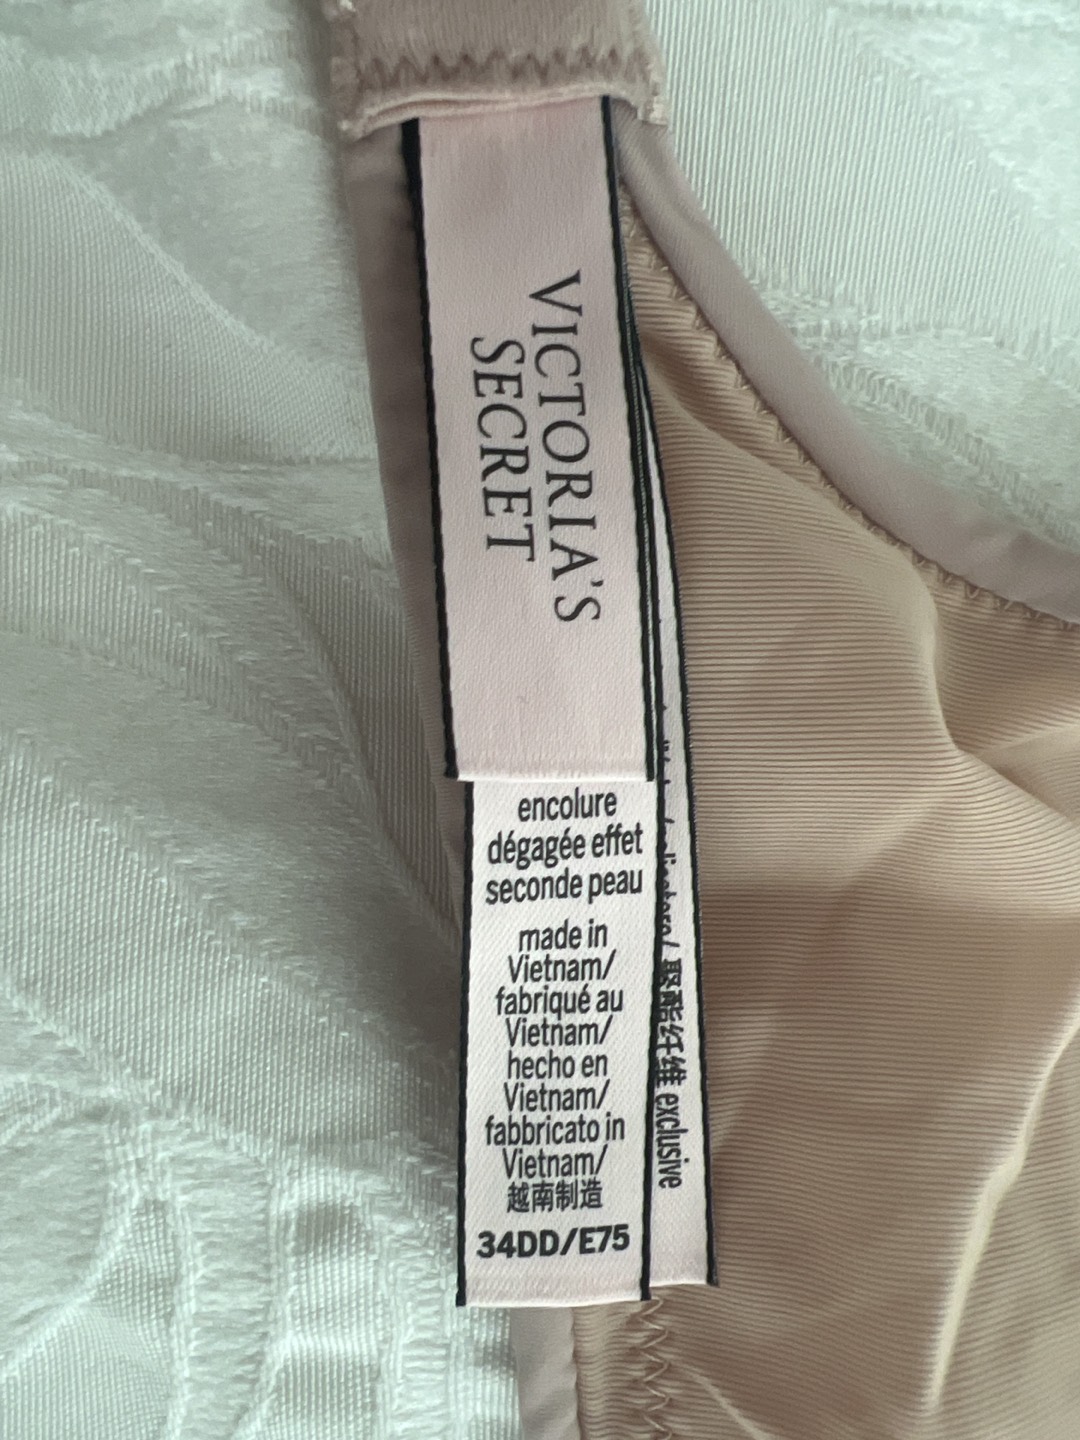 VICTORIA'S
SECRET
encolure
dégagée effet
seconde peau
made in
Vietnam/
fabriqué au
Vietnam/
hecho en
Vietnam/
fabbricato in
Vietnam/
越南制造
34DD/E75
聚酯纤维 exclusive